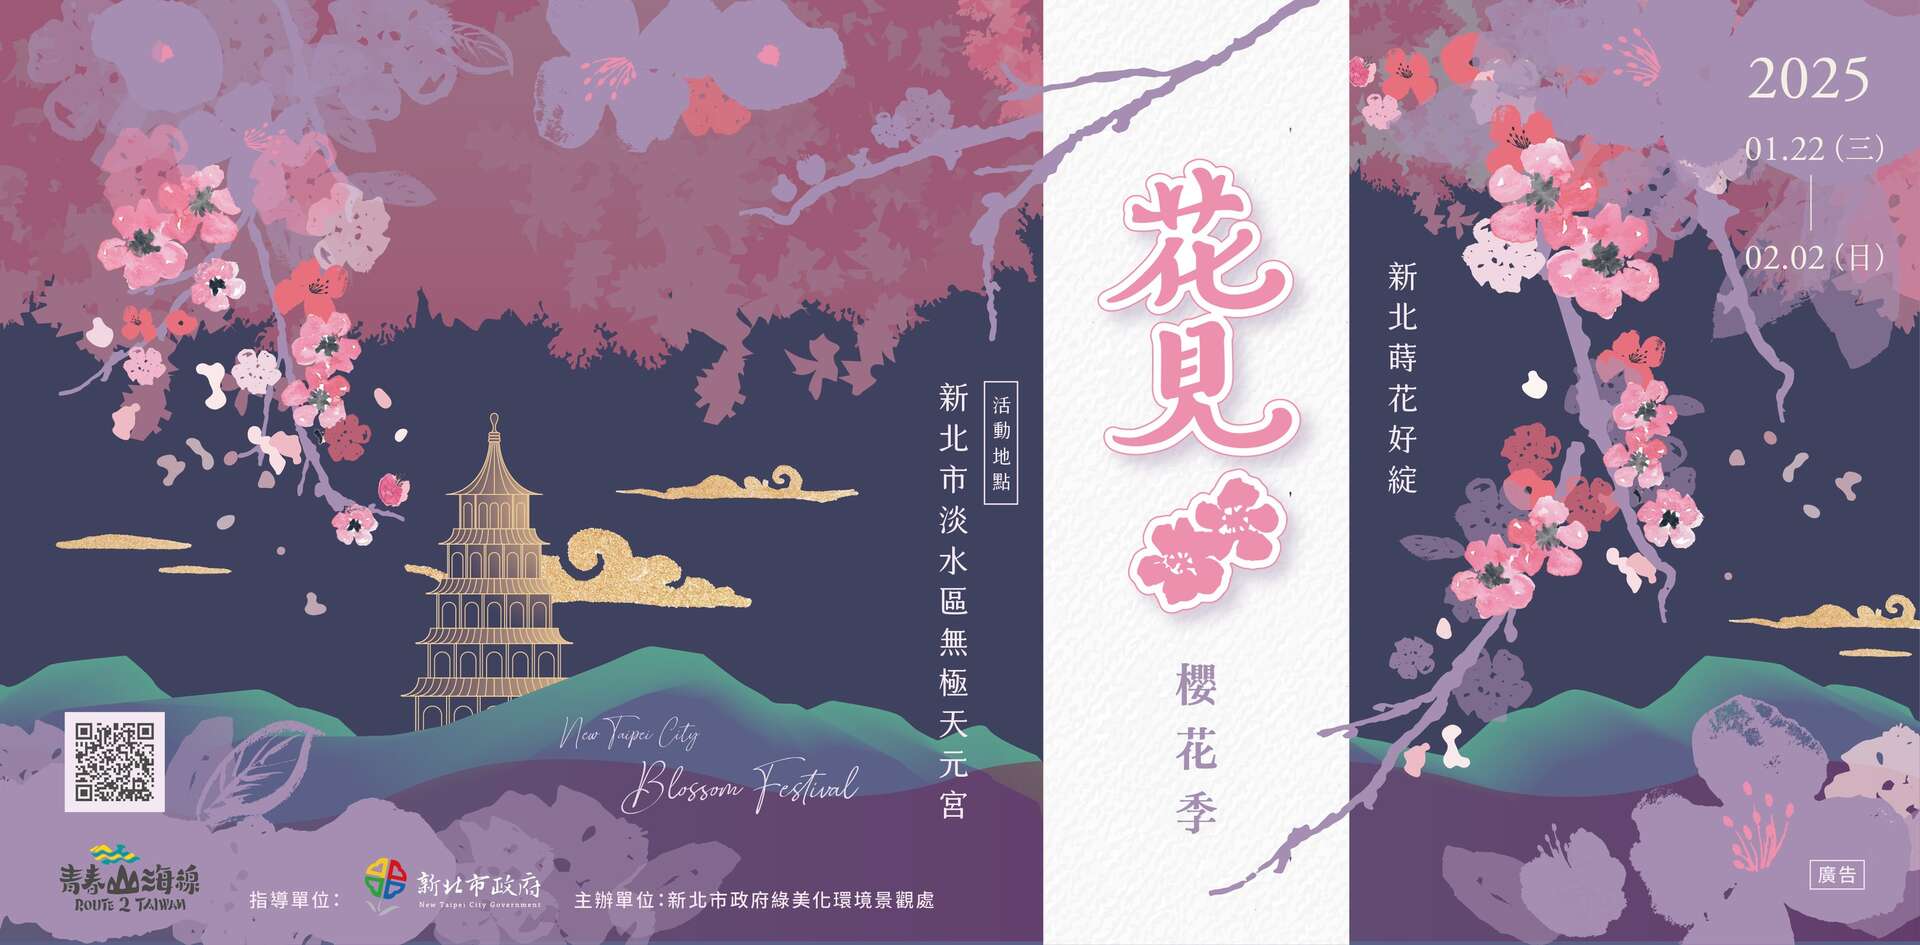 2025
01.22（三）
02.02（日）
新北蒔花好綻
花見
櫻花季
活動地點
新北市淡水區無極天元宮
New Taipei City
Blossom Festival
青春山海線
ROUTE 2 TAIWAN
指導單位：
新北市政府
New Taipei City Government
主辦單位：新北市政府綠美化環境景觀處
廣告